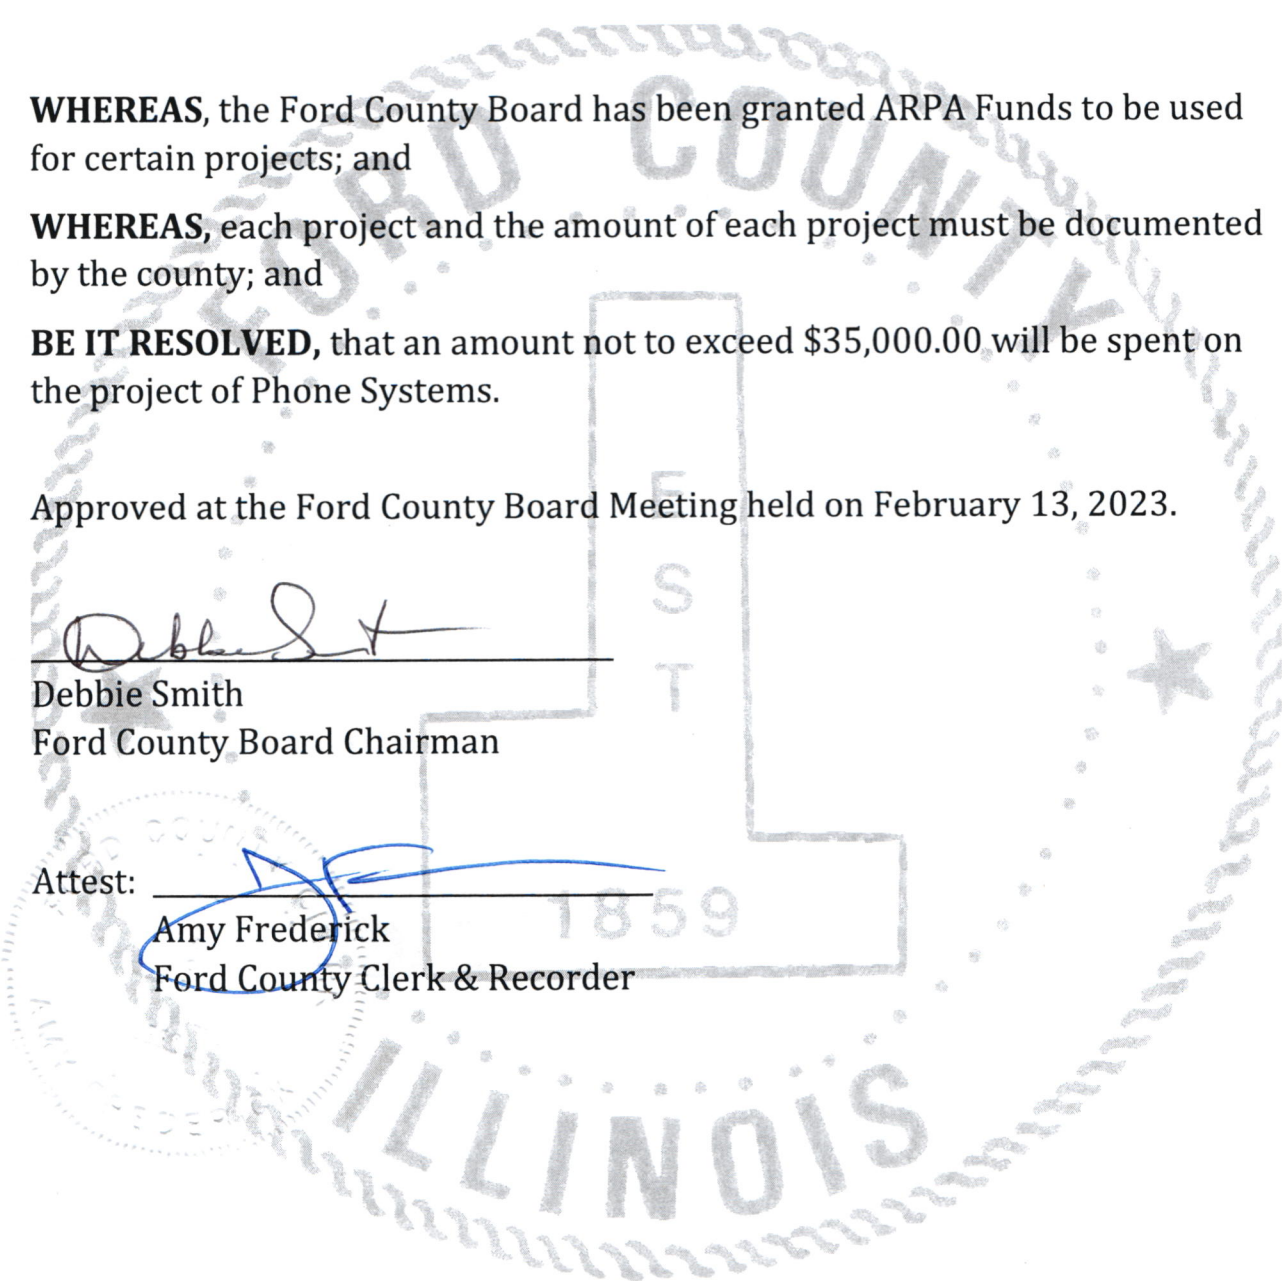 FORD COUNTY
WHEREAS, the Ford County Board has been granted ARPA Funds to be used
for certain projects; and
WHEREAS, each project and the amount of each project must be documented
by the county; and
BE IT RESOLVED, that an amount not to exceed $35,000.00 will be spent on
the project of Phone Systems.
Approved at the Ford County Board Meeting held on February 13, 2023.
EST
Debbie Smith
Debbie Smith
Ford County Board Chairman
Attest:
1859
Amy Frederick
Ford County Clerk & Recorder
ILLINOIS